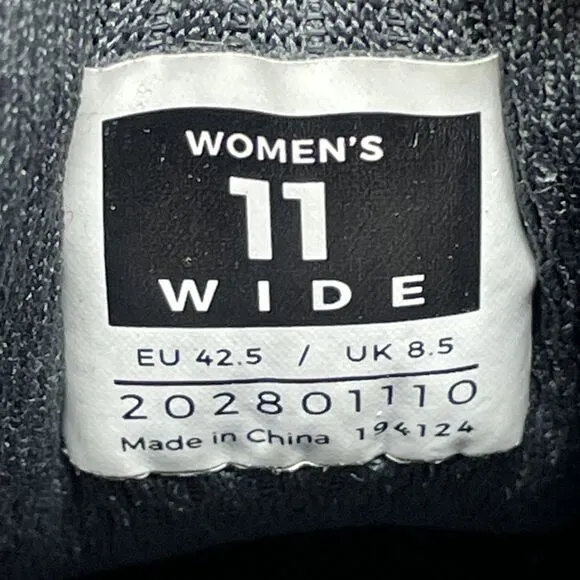 WOMEN'S
11
WIDE
EU 42.5 / UK 8.5
202801110
Made in China 194124